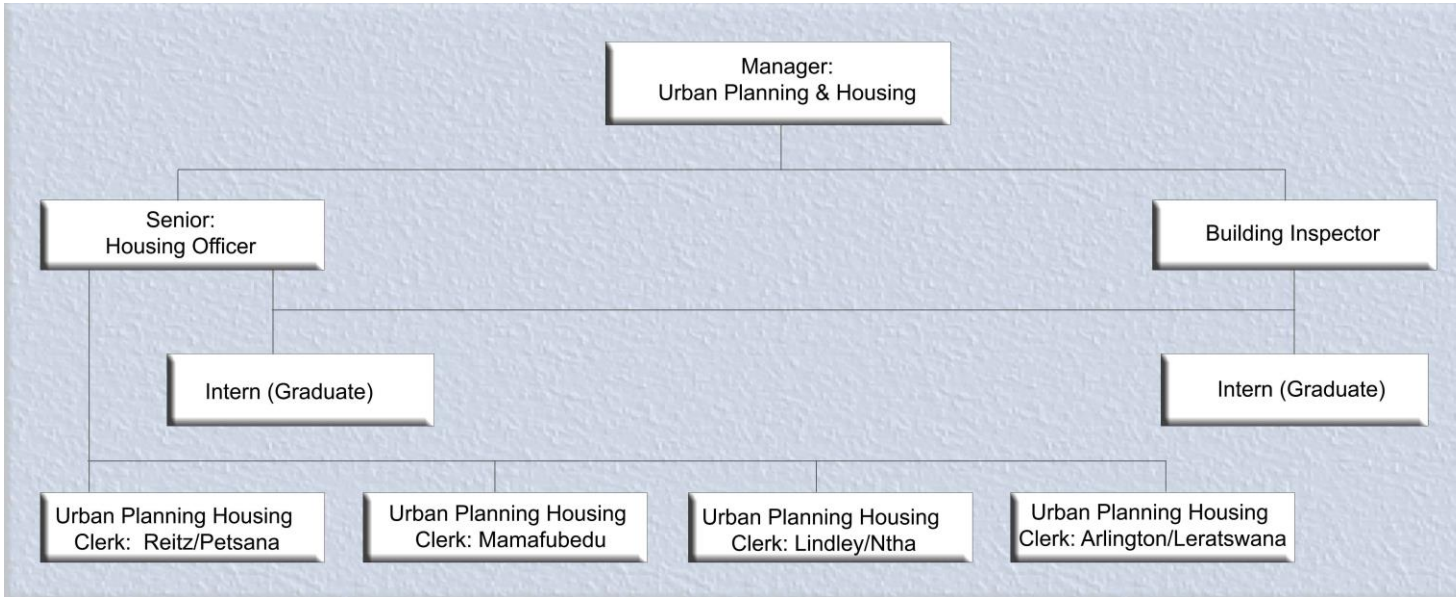 Manager:
Urban Planning & Housing
Senior:
Housing Officer
Building Inspector
Intern (Graduate)
Intern (Graduate)
Urban Planning Housing
Clerk: Reitz/Petsana
Urban Planning Housing
Clerk: Mamafubedu
Urban Planning Housing
Clerk: Lindley/Ntha
Urban Planning Housing
Clerk: Arlington/Leratswana